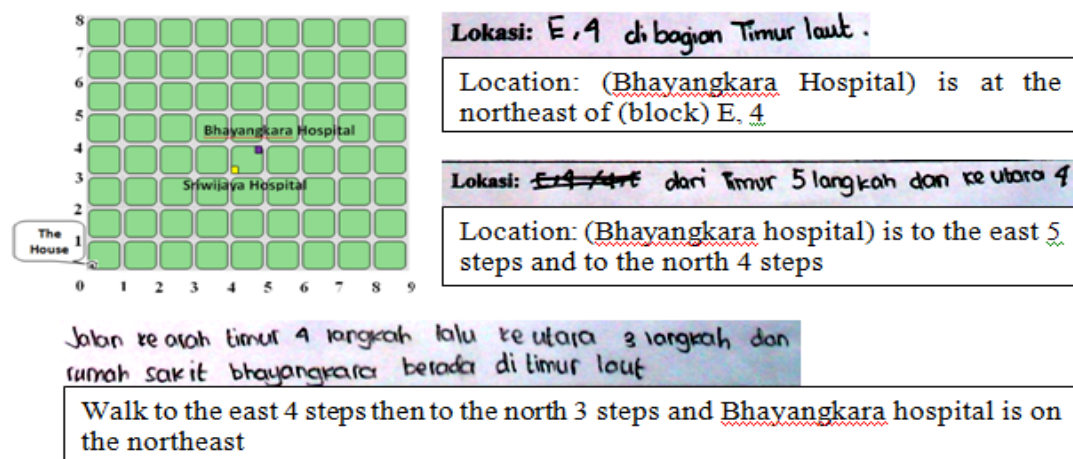 8
7
6
5
Bhayangkara Hospital
4
3
Sriwijaya Hospital
2
The
House
1
0 1 2 3 4 5 6 7 8 9
Lokasi: E, 4 di bagian Timur laut.
Location: (Bhayangkara Hospital) is at the
northeast of (block) E, 4
Lokasi: dari Timur 5 langkah dan ke utara 4
Location: (Bhayangkara hospital) is to the east 5
steps and to the north 4 steps
Jalan ke arah timur 4 langkah lalu ke utara 3 langkah dan
rumah sakit bhayangkara berada di timur laut
Walk to the east 4 steps then to the north 3 steps and Bhayangkara hospital is on
the northeast